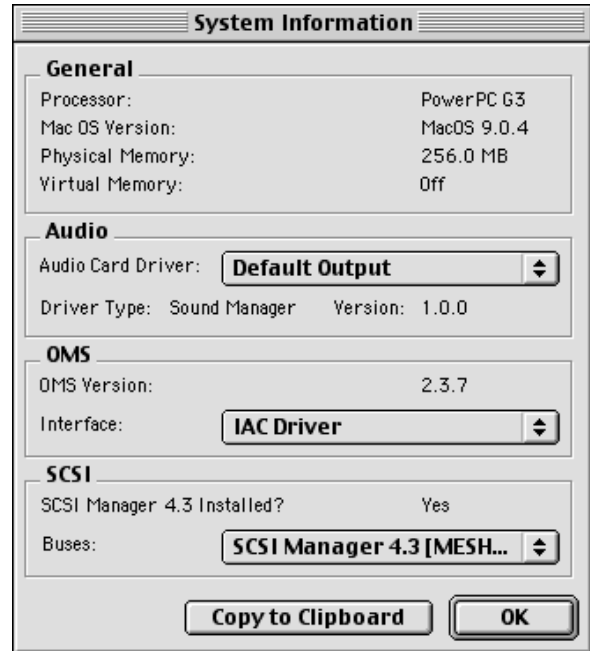 System Information
General
Processor: PowerPC G3
Mac OS Version: MacOS 9.0.4
Physical Memory: 256.0 MB
Virtual Memory: Off
Audio
Audio Card Driver: Default Output
Driver Type: Sound Manager Version: 1.0.0
OMS
OMS Version: 2.3.7
Interface: IAC Driver
SCSI
SCSI Manager 4.3 Installed? Yes
Buses: SCSI Manager 4.3 [MESH...
Copy to Clipboard OK